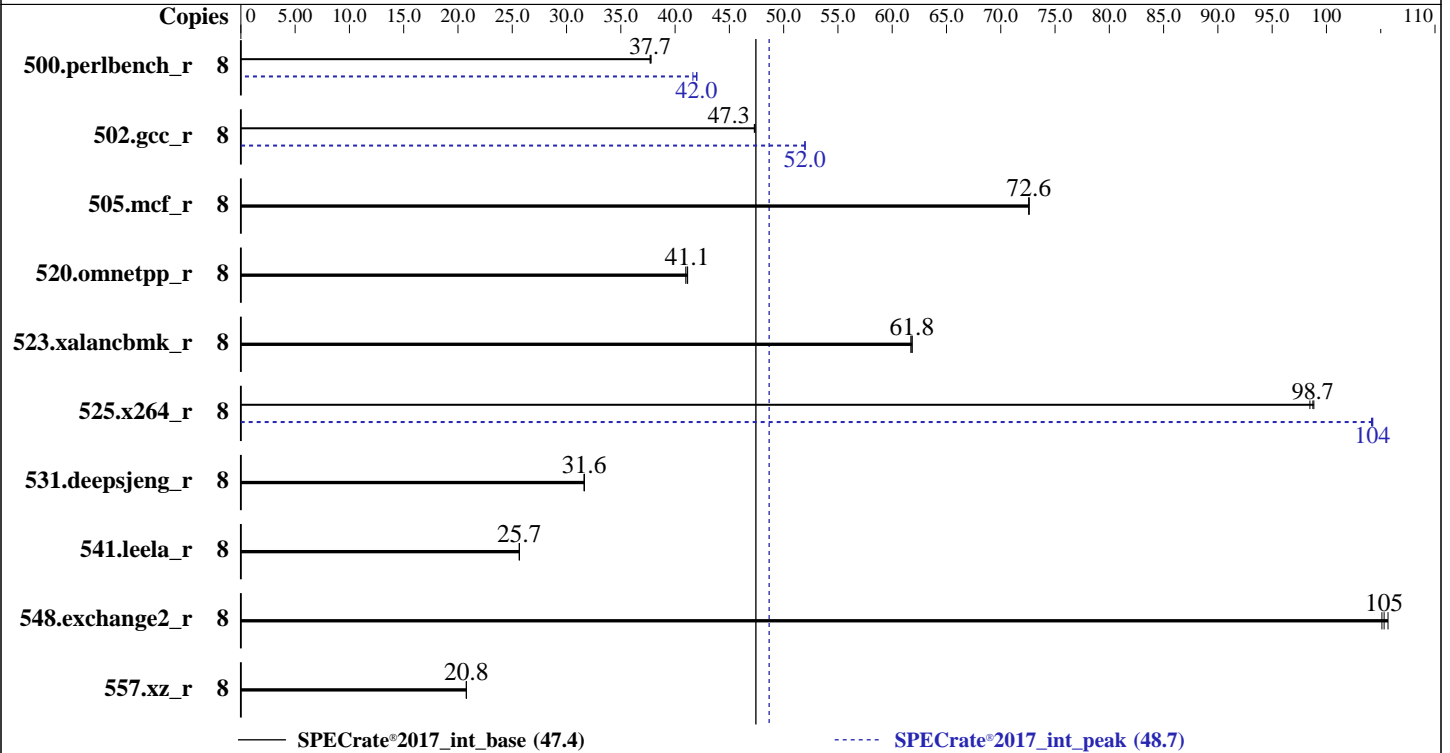 Copies 0 5.00 10.0 15.0 20.0 25.0 30.0 35.0 40.0 45.0 50.0 55.0 60.0 65.0 70.0 75.0 80.0 85.0 90.0 95.0 100 110
37.7
500.perlbench_r 8
42.0
47.3
502.gcc_r 8
52.0
72.6
505.mcf_r 8
41.1
520.omnetpp_r 8
61.8
523.xalancbmk_r 8
98.7
525.x264_r 8
104
31.6
531.deepsjeng_r 8
25.7
541.leela_r 8
105
548.exchange2_r 8
20.8
557.xz_r 8
SPECrate®2017_int_base (47.4) SPECrate®2017_int_peak (48.7)